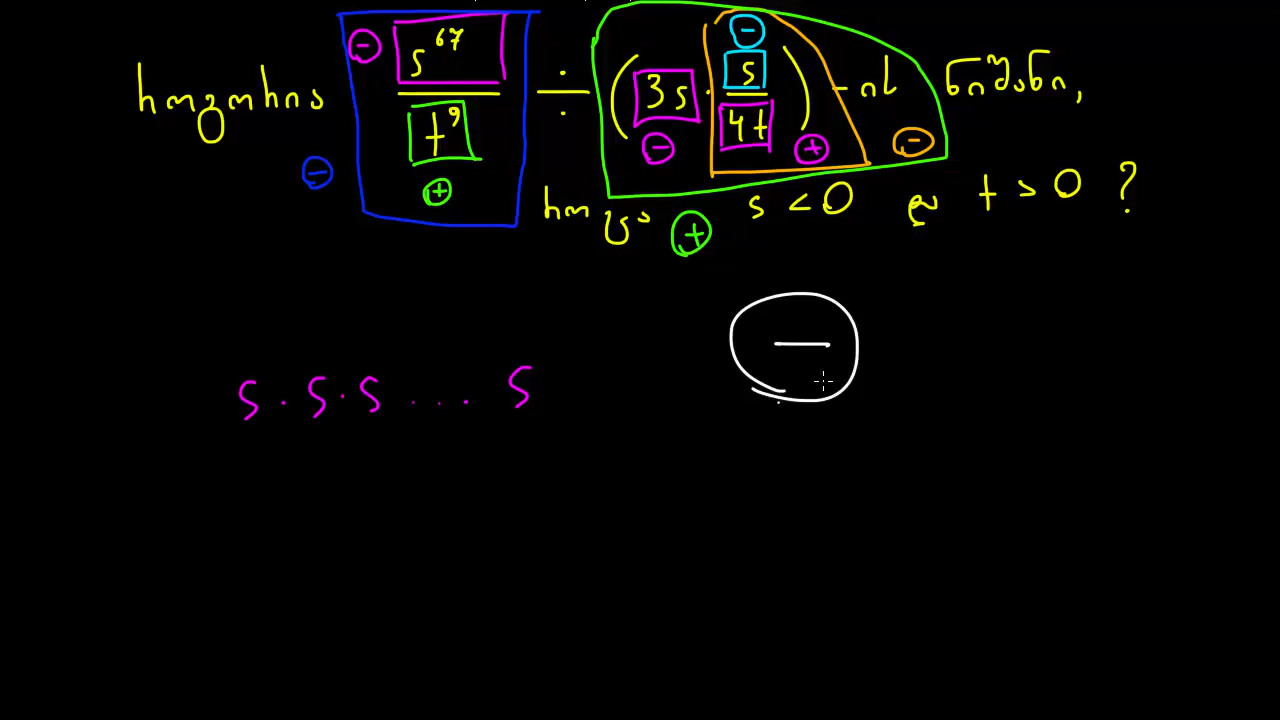 როგორია s⁶⁷/t⁹ ÷ (3s · s/4t) -ის ნიშანი,
როცა s < 0 და t > 0 ?
− − + − − + − +
−
s · s · s ... s